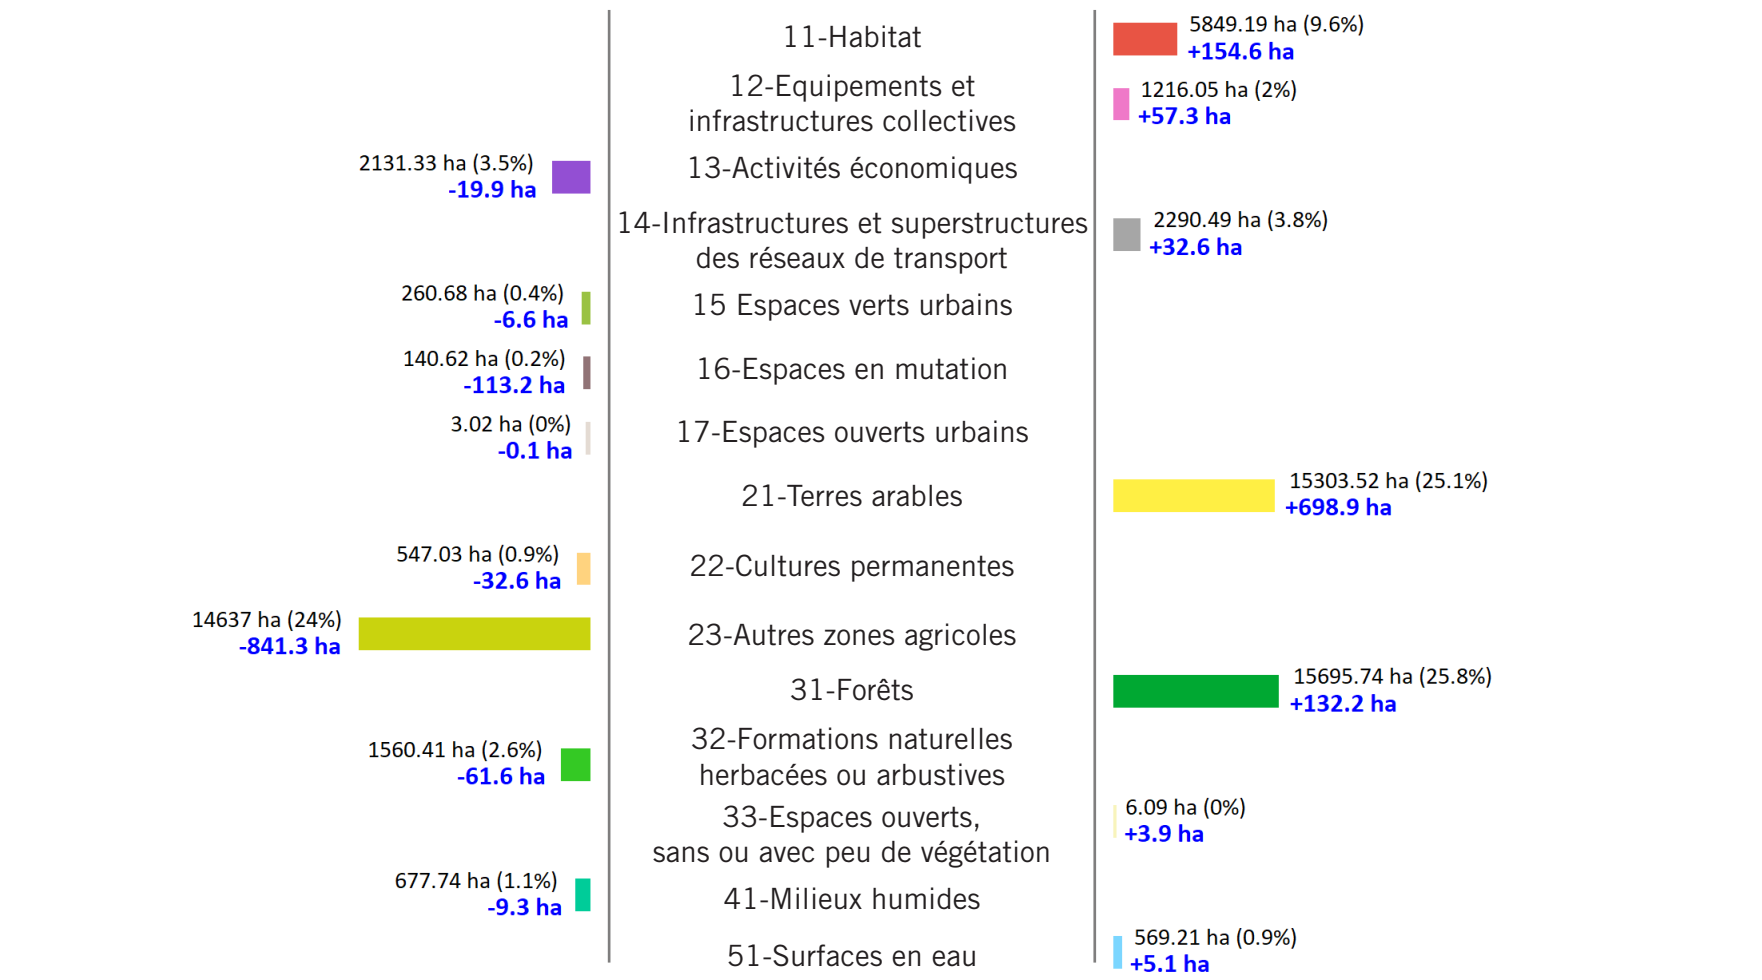 11-Habitat
5849.19 ha (9.6%)
+154.6 ha
12-Equipements et
infrastructures collectives
1216.05 ha (2%)
+57.3 ha
2131.33 ha (3.5%)
-19.9 ha
13-Activités économiques
14-Infrastructures et superstructures
des réseaux de transport
2290.49 ha (3.8%)
+32.6 ha
260.68 ha (0.4%)
-6.6 ha
15 Espaces verts urbains
140.62 ha (0.2%)
-113.2 ha
16-Espaces en mutation
3.02 ha (0%)
-0.1 ha
17-Espaces ouverts urbains
21-Terres arables
15303.52 ha (25.1%)
+698.9 ha
547.03 ha (0.9%)
-32.6 ha
22-Cultures permanentes
14637 ha (24%)
-841.3 ha
23-Autres zones agricoles
31-Forêts
15695.74 ha (25.8%)
+132.2 ha
1560.41 ha (2.6%)
-61.6 ha
32-Formations naturelles
herbacées ou arbustives
33-Espaces ouverts,
sans ou avec peu de végétation
6.09 ha (0%)
+3.9 ha
677.74 ha (1.1%)
-9.3 ha
41-Milieux humides
51-Surfaces en eau
569.21 ha (0.9%)
+5.1 ha